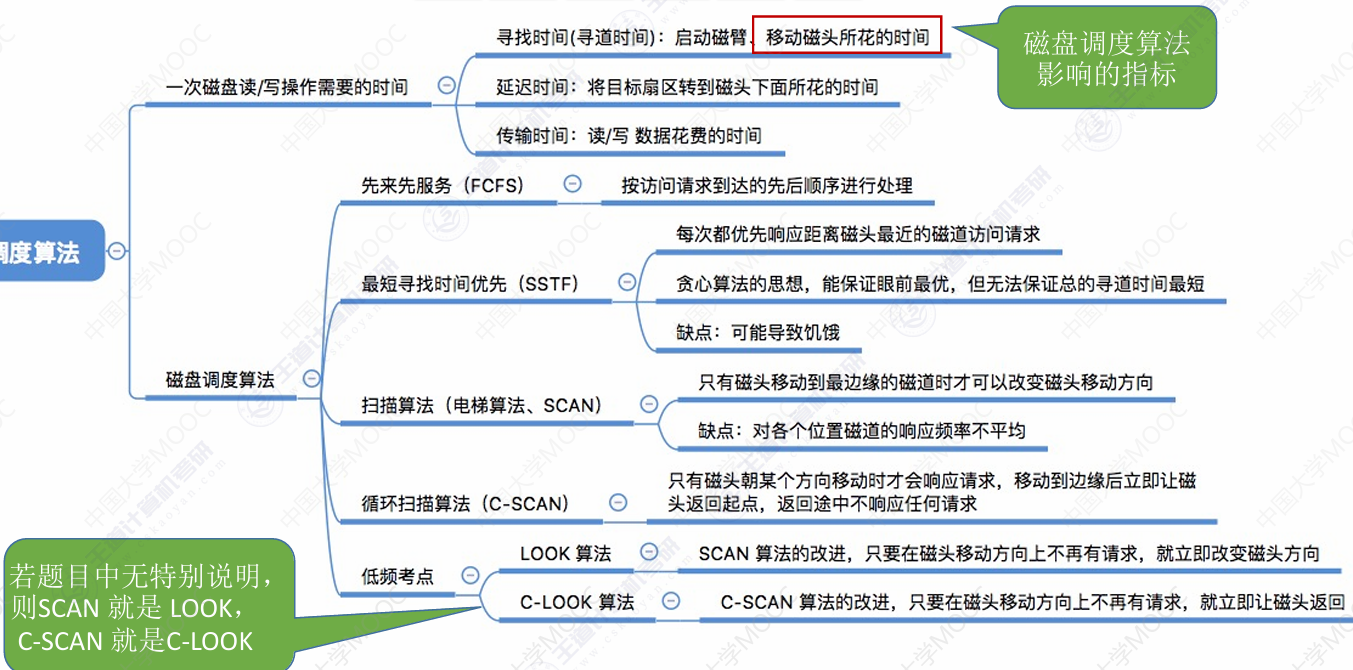 寻找时间(寻道时间)：启动磁臂、移动磁头所花的时间
磁盘调度算法
影响的指标
一次磁盘读/写操作需要的时间
延迟时间：将目标扇区转到磁头下面所花的时间
传输时间：读/写 数据花费的时间
先来先服务（FCFS）
按访问请求到达的先后顺序进行处理
调度算法
每次都优先响应距离磁头最近的磁道访问请求
最短寻找时间优先（SSTF）
贪心算法的思想，能保证眼前最优，但无法保证总的寻道时间最短
缺点：可能导致饥饿
磁盘调度算法
扫描算法（电梯算法、SCAN）
只有磁头移动到最边缘的磁道时才可以改变磁头移动方向
缺点：对各个位置磁道的响应频率不平均
循环扫描算法（C-SCAN）
只有磁头朝某个方向移动时才会响应请求，移动到边缘后立即让磁
头返回起点，返回途中不响应任何请求
低频考点
LOOK 算法
SCAN 算法的改进，只要在磁头移动方向上不再有请求，就立即改变磁头方向
C-LOOK 算法
C-SCAN 算法的改进，只要在磁头移动方向上不再有请求，就立即让磁头返回
若题目中无特别说明，
则SCAN 就是 LOOK，
C-SCAN 就是C-LOOK
中国大学MOOC
王道计算机考研